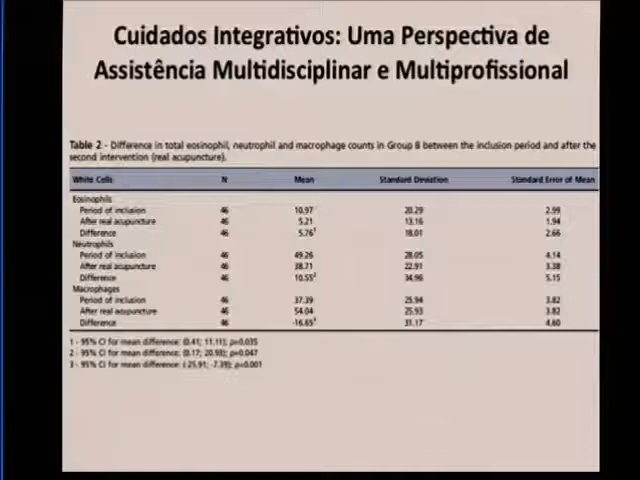 Cuidados Integrativos: Uma Perspectiva de
Assistência Multidisciplinar e Multiprofissional
Table 2 - Difference in total eosinophil, neutrophil and macrophage counts in Group B between the inclusion period and after the
second intervention (real acupuncture).
White Cells N Mean Standard Deviation Standard Error of Mean
Eosinophils
Period of inclusion 46 10.97 20.29 2.99
After real acupuncture 46 5.21 13.16 1.94
Difference 46 5.76¹ 18.01 2.66
Neutrophils
Period of inclusion 46 49.26 28.05 4.14
After real acupuncture 46 38.71 22.91 3.38
Difference 46 10.55² 34.96 5.15
Macrophages
Period of inclusion 46 37.39 25.94 3.82
After real acupuncture 46 54.04 25.93 3.82
Difference 46 -16.65³ 31.17 4.60
1 - 95% CI for mean difference: (0.41; 11.11); p=0.035
2 - 95% CI for mean difference: (0.17; 20.93); p=0.047
3 - 95% CI for mean difference: (-25.91; -7.39); p=0.001